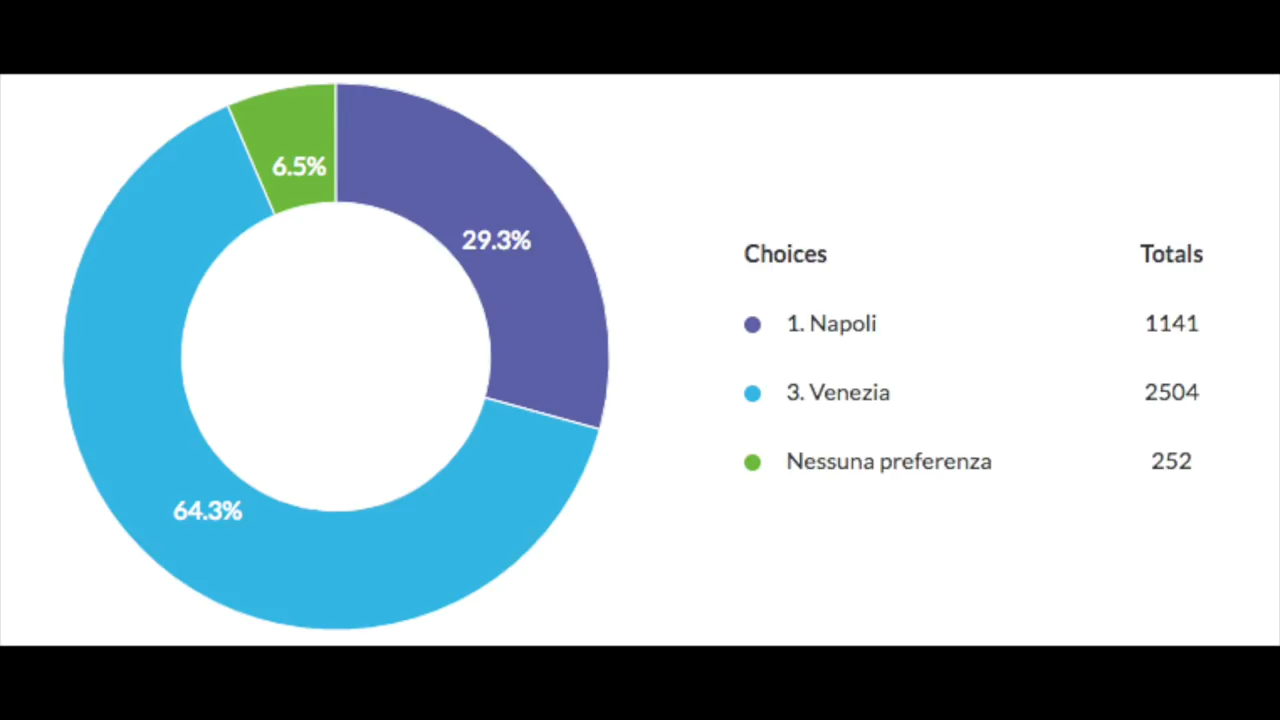 6.5%
29.3%
64.3%
Choices Totals
1. Napoli 1141
3. Venezia 2504
Nessuna preferenza 252